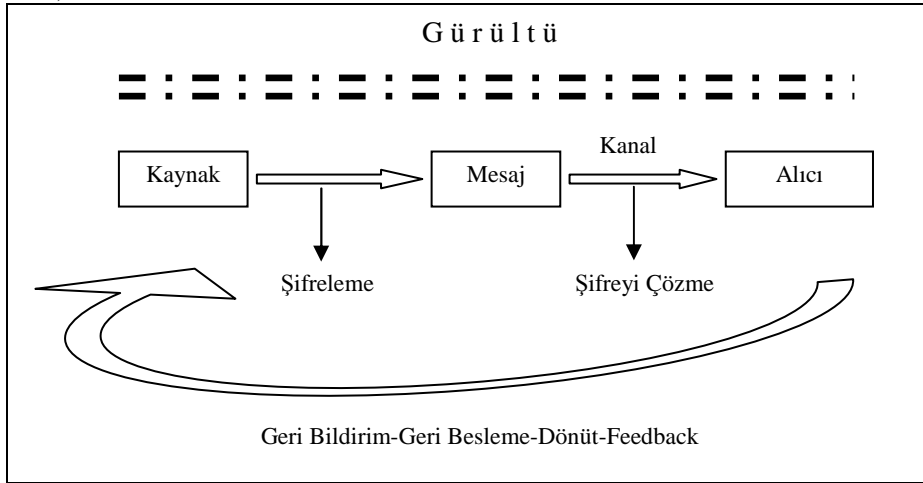 G ü r ü l t ü
Kanal
Kaynak
Mesaj
Alıcı
Şifreleme
Şifreyi Çözme
Geri Bildirim-Geri Besleme-Dönüt-Feedback